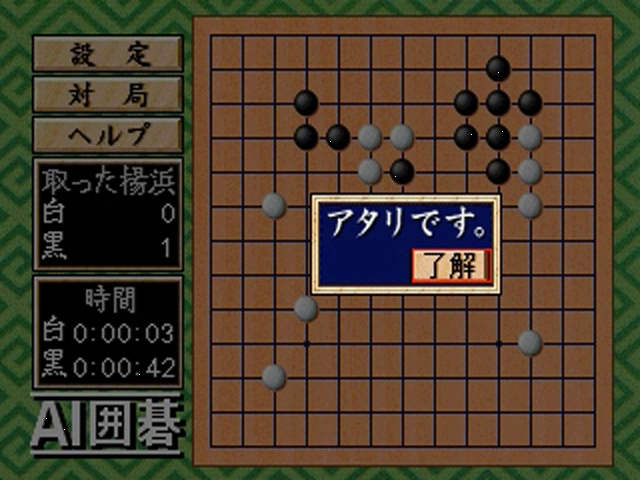 設 定
対 局
ヘルプ
取った揚浜
白 0
黒 1
時間
白 0:00:03
黒 0:00:42
AI囲碁
アタリです。
了解